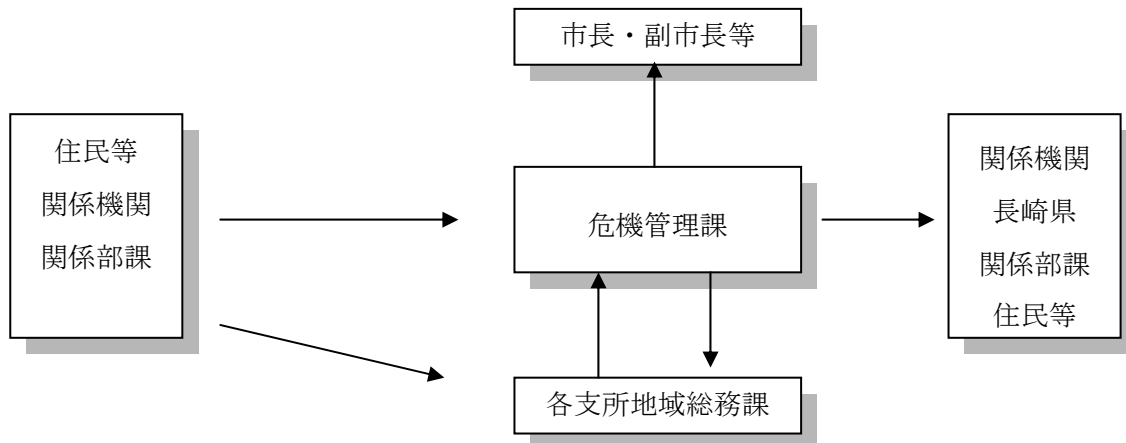 市長・副市長等
住民等
関係機関
関係部課
危機管理課
各支所地域総務課
関係機関
長崎県
関係部課
住民等